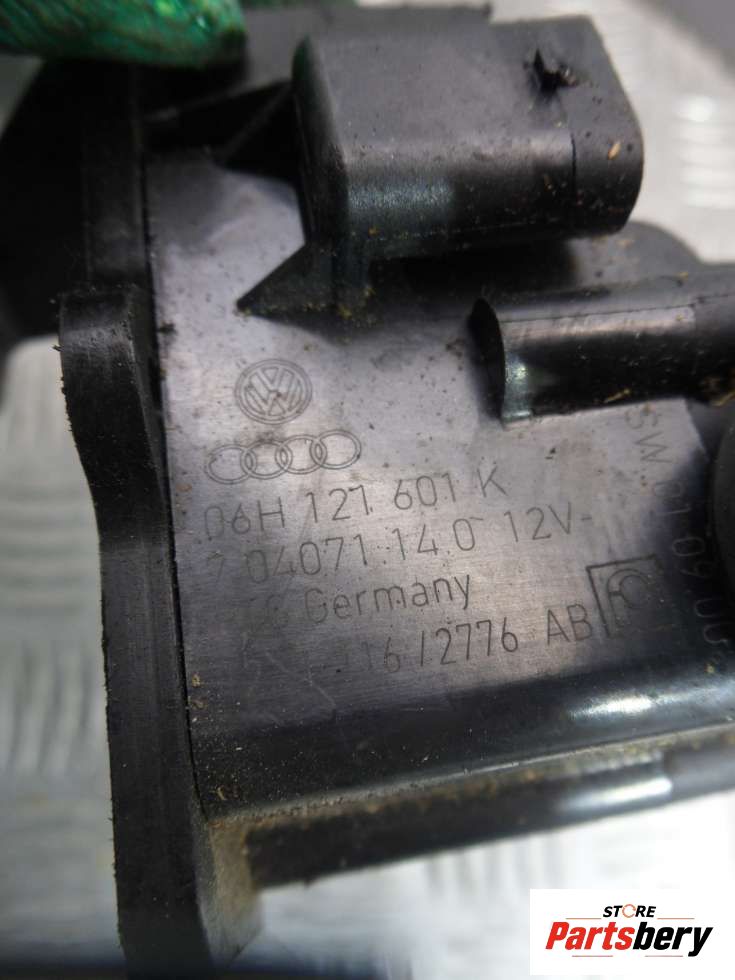 06H 121 601 K
7.04071.14.0 12V-
Germany
16/2776 AB
STORE
Partsbery